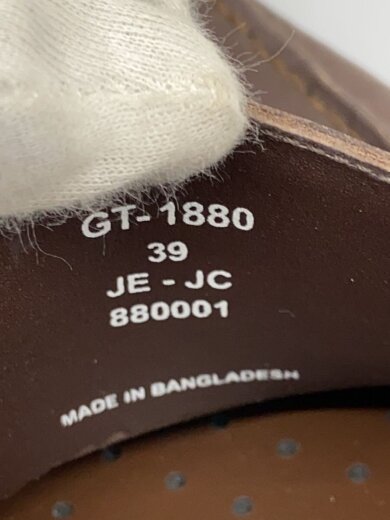 GT-1880
39
JE - JC
880001
MADE IN BANGLADESH